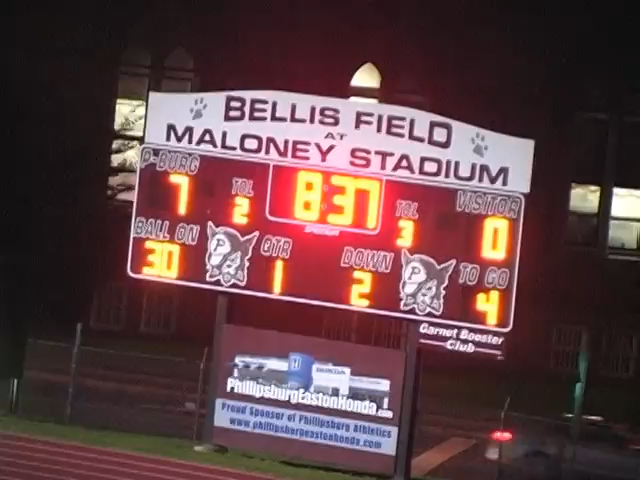 BELLIS FIELD
AT
MALONEY STADIUM
P-BURG TOL 8:37 TOL VISITOR
7 2 3 0
BALL ON QTR DOWN TO GO
30 P 1 2 P 4
Garnet Booster
Club
HONDA
PhillipsburgEastonHonda.com
Proud Sponsor of Phillipsburg Athletics
www.phillipsburgeastonhonda.com